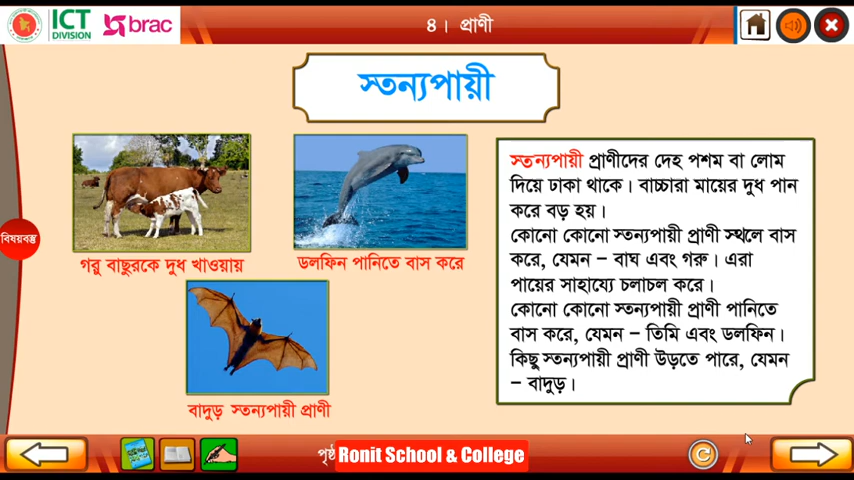 ICT
DIVISION
brac
৪। প্রাণী
স্তন্যপায়ী
গরু বাছুরকে দুধ খাওয়ায়
ডলফিন পানিতে বাস করে
বাদুড় স্তন্যপায়ী প্রাণী
স্তন্যপায়ী প্রাণীদের দেহ পশম বা লোম
দিয়ে ঢাকা থাকে। বাচ্চারা মায়ের দুধ পান
করে বড় হয়।
কোনো কোনো স্তন্যপায়ী প্রাণী স্থলে বাস
করে, যেমন – বাঘ এবং গরু। এরা
পায়ের সাহায্যে চলাচল করে।
কোনো কোনো স্তন্যপায়ী প্রাণী পানিতে
বাস করে, যেমন – তিমি এবং ডলফিন।
কিছু স্তন্যপায়ী প্রাণী উড়তে পারে, যেমন
– বাদুড়।
বিষয়বস্তু
Ronit School & College